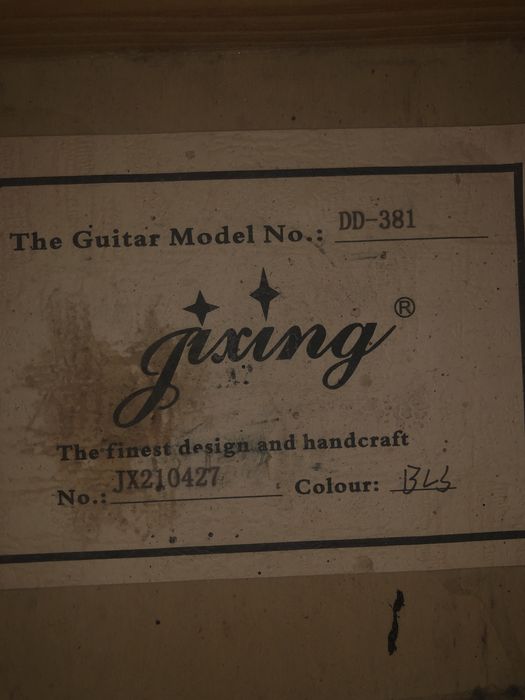 The Guitar Model No.: DD-381
jixing ®
The finest design and handcraft
No.: JX210427 Colour: BLS